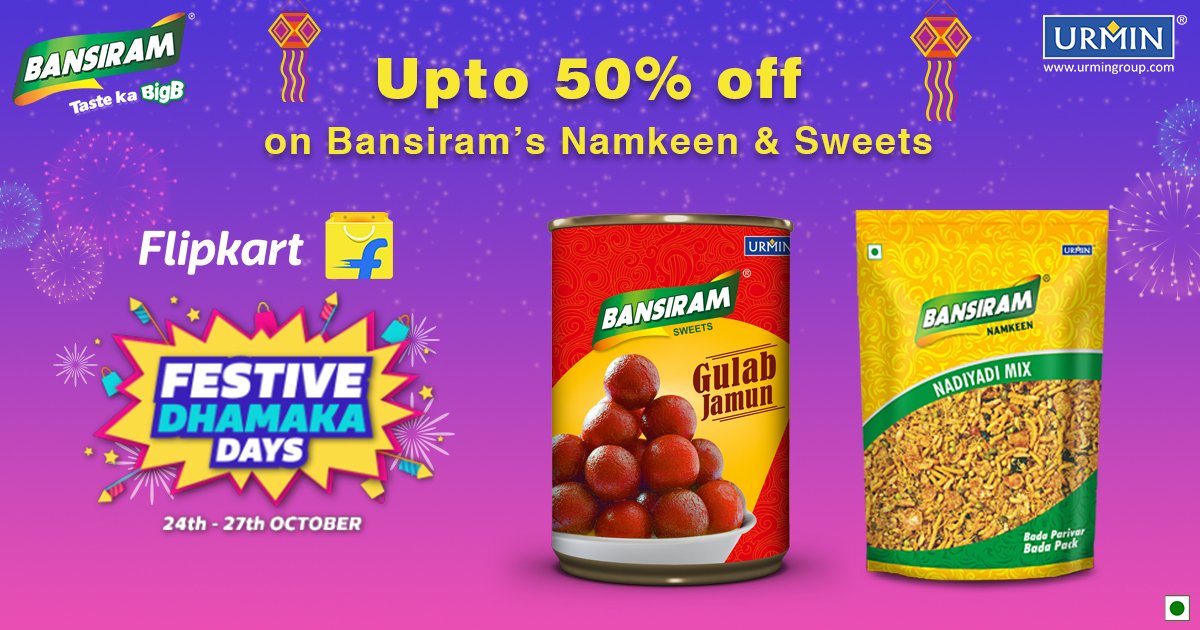 BANSIRAM®
Taste ka BigB
URMIN®
www.urmingroup.com
Upto 50% off
on Bansiram's Namkeen & Sweets
Flipkart
f
FESTIVE
DHAMAKA
DAYS
24th - 27th OCTOBER
URMIN
BANSIRAM®
SWEETS
Gulab
Jamun
URMIN
BANSIRAM®
NAMKEEN
NADIYADI MIX
Bada Parivar
Bada Pack